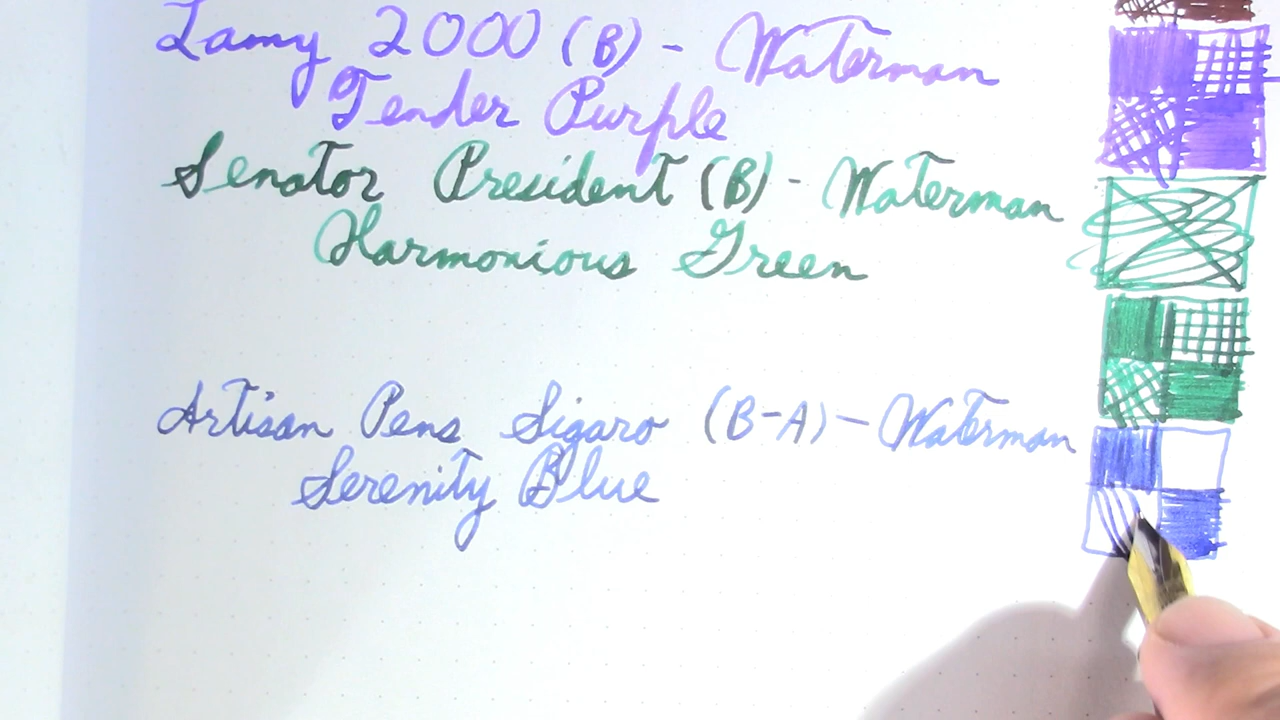 Lamy 2000 (B) - Waterman
Tender Purple
Senator President (B) - Waterman
Harmonious Green
Artisan Pens Sigaro (B-A) - Waterman
Serenity Blue